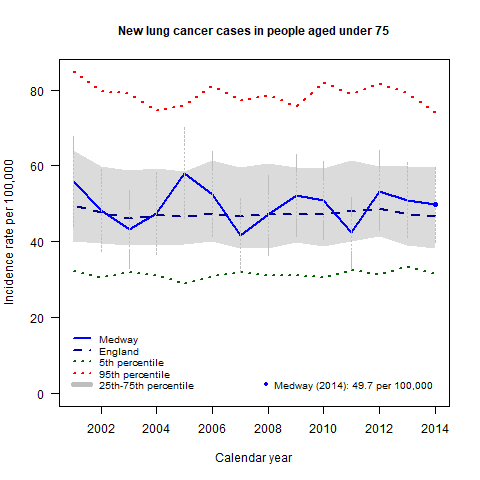 New lung cancer cases in people aged under 75
Incidence rate per 100,000
80
60
40
20
0
Medway
England
5th percentile
95th percentile
25th-75th percentile
Medway (2014): 49.7 per 100,000
2002 2004 2006 2008 2010 2012 2014
Calendar year